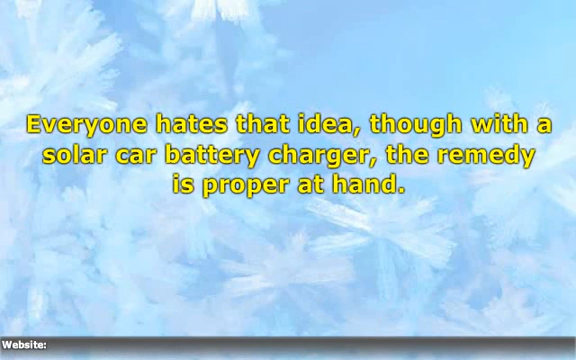 Everyone hates that idea, though with a
solar car battery charger, the remedy
is proper at hand.
Website: